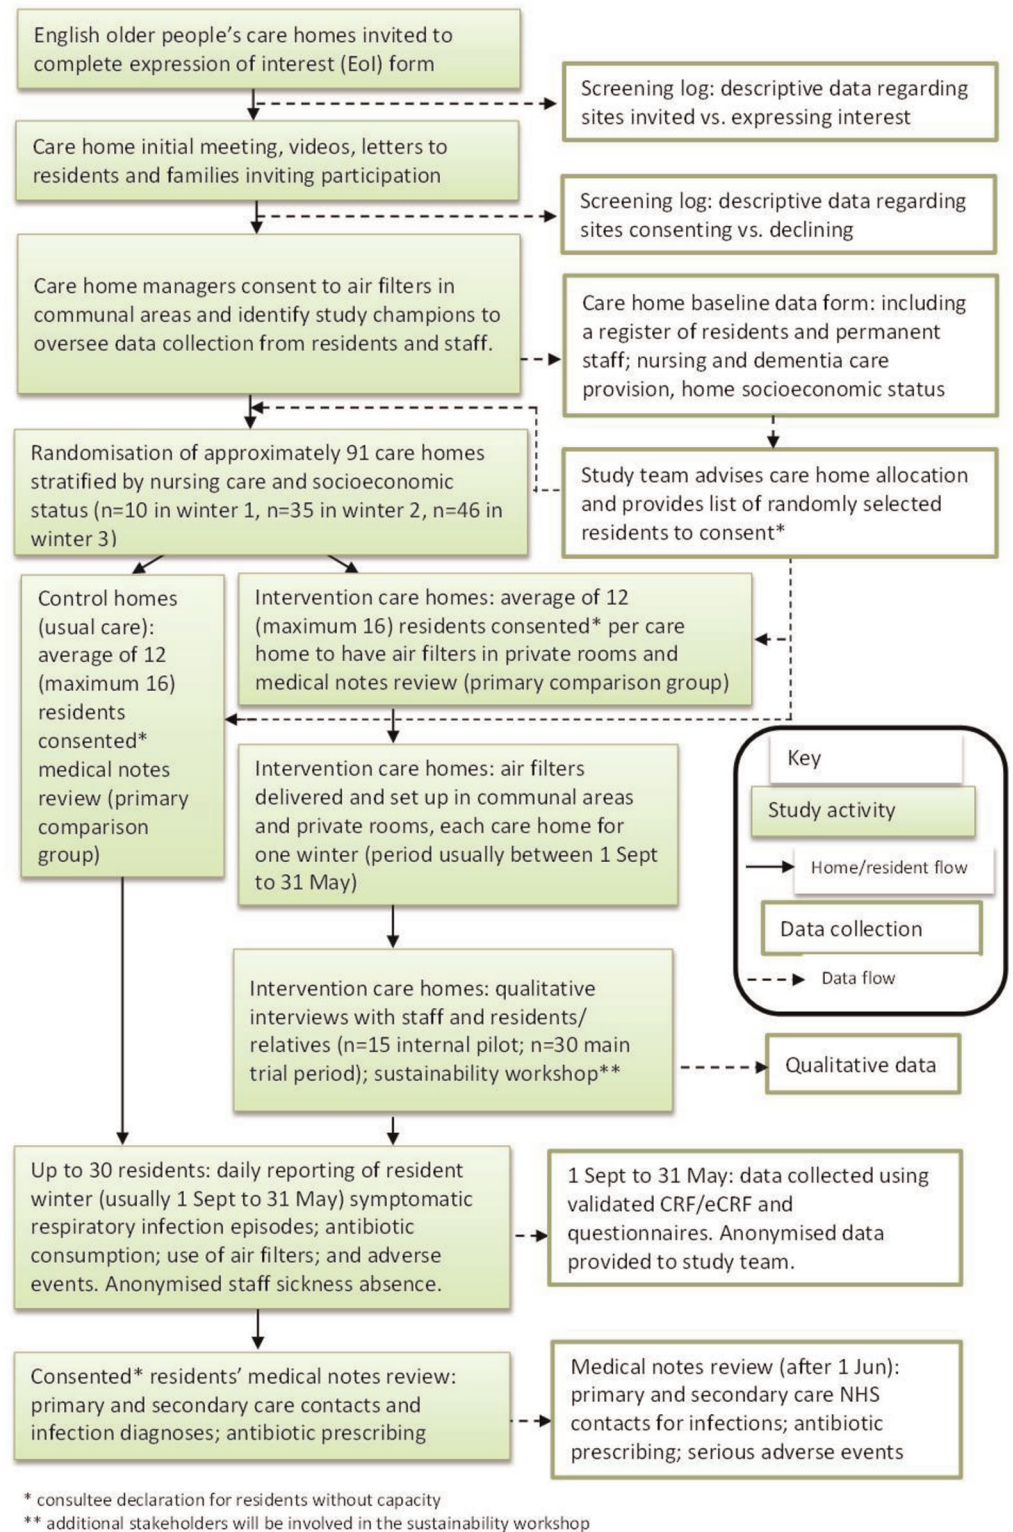 English older people's care homes invited to
complete expression of interest (EoI) form
Screening log: descriptive data regarding
sites invited vs. expressing interest
Care home initial meeting, videos, letters to
residents and families inviting participation
Screening log: descriptive data regarding
sites consenting vs. declining
Care home managers consent to air filters in
communal areas and identify study champions to
oversee data collection from residents and staff.
Care home baseline data form: including
a register of residents and permanent
staff; nursing and dementia care
provision, home socioeconomic status
Randomisation of approximately 91 care homes
stratified by nursing care and socioeconomic
status (n=10 in winter 1, n=35 in winter 2, n=46 in
winter 3)
Study team advises care home allocation
and provides list of randomly selected
residents to consent*
Control homes
(usual care):
average of 12
(maximum 16)
residents
consented*
medical notes
review (primary
comparison
group)
Intervention care homes: average of 12
(maximum 16) residents consented* per care
home to have air filters in private rooms and
medical notes review (primary comparison group)
Intervention care homes: air filters
delivered and set up in communal areas
and private rooms, each care home for
one winter (period usually between 1 Sept
to 31 May)
Key
Study activity
Home/resident flow
Data collection
Data flow
Intervention care homes: qualitative
interviews with staff and residents/
relatives (n=15 internal pilot; n=30 main
trial period); sustainability workshop**
Qualitative data
Up to 30 residents: daily reporting of resident
winter (usually 1 Sept to 31 May) symptomatic
respiratory infection episodes; antibiotic
consumption; use of air filters; and adverse
events. Anonymised staff sickness absence.
1 Sept to 31 May: data collected using
validated CRF/eCRF and
questionnaires. Anonymised data
provided to study team.
Consented* residents' medical notes review:
primary and secondary care contacts and
infection diagnoses; antibiotic prescribing
Medical notes review (after 1 Jun):
primary and secondary care NHS
contacts for infections; antibiotic
prescribing; serious adverse events
* consultee declaration for residents without capacity
** additional stakeholders will be involved in the sustainability workshop